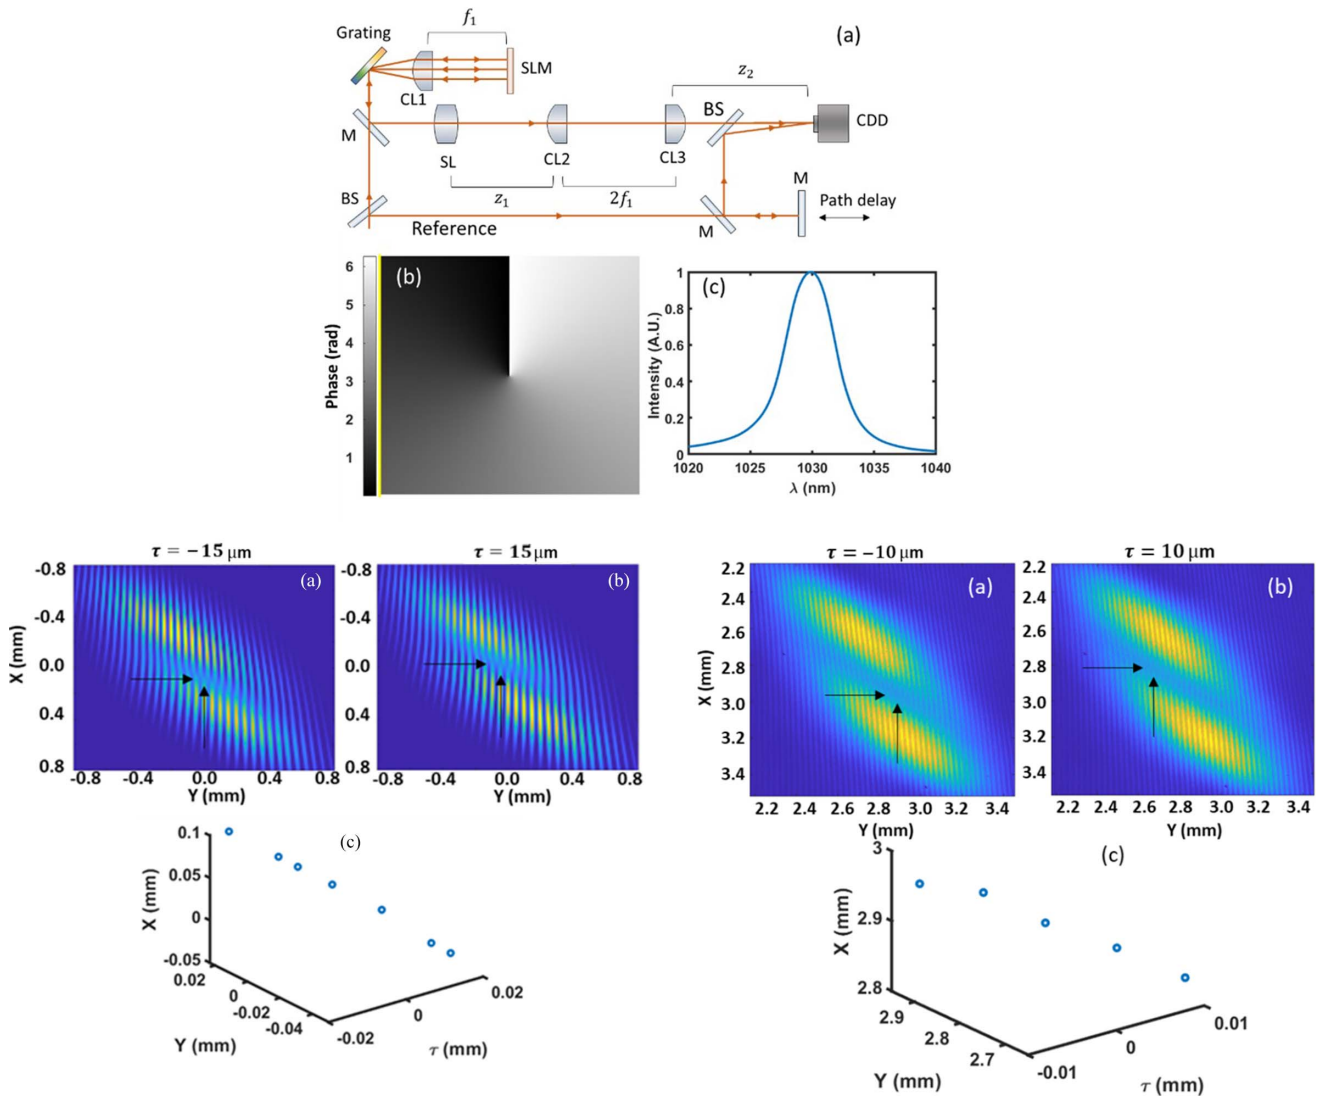 f₁
(a)
Grating
SLM
z₂
CL1
BS
CDD
M
SL
CL2
CL3
M
BS
z₁
2f₁
Path delay
Reference
M
(b)
Phase (rad)
6
5
4
3
2
1
(c)
Intensity (A.U.)
1
0.8
0.6
0.4
0.2
0
1020 1025 1030 1035 1040
λ (nm)
τ = −15 μm
(a)
X (mm)
-0.8
-0.4
0.0
0.4
0.8
-0.8 -0.4 0.0 0.4 0.8
Y (mm)
τ = 15 μm
(b)
-0.8
-0.4
0.0
0.4
0.8
-0.8 -0.4 0.0 0.4 0.8
Y (mm)
(c)
X (mm)
0.1
0.05
0
-0.05
0.02
0
-0.02
-0.04
Y (mm)
-0.02
0
0.02
τ (mm)
τ = −10 μm
(a)
X (mm)
2.2
2.4
2.6
2.8
3.0
3.2
3.4
2.2 2.4 2.6 2.8 3.0 3.2 3.4
Y (mm)
τ = 10 μm
(b)
2.2
2.4
2.6
2.8
3.0
3.2
3.4
2.2 2.4 2.6 2.8 3.0 3.2 3.4
Y (mm)
(c)
X (mm)
3
2.9
2.8
2.9
2.8
2.7
Y (mm)
-0.01
0
0.01
τ (mm)